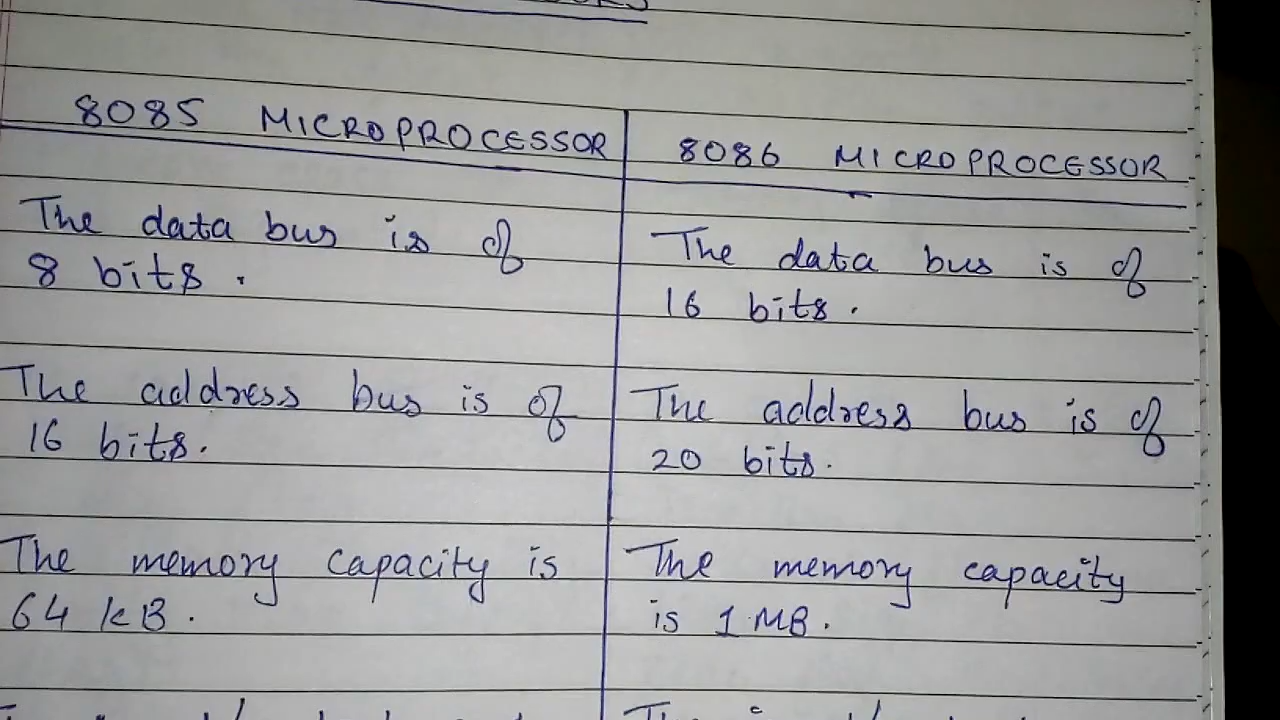 8085 MICROPROCESSOR
The data bus is of
8 bits.
The address bus is of
16 bits.
The memory capacity is
64 kB.
8086 MICROPROCESSOR
The data bus is of
16 bits.
The address bus is of
20 bits.
The memory capacity
is 1 MB.